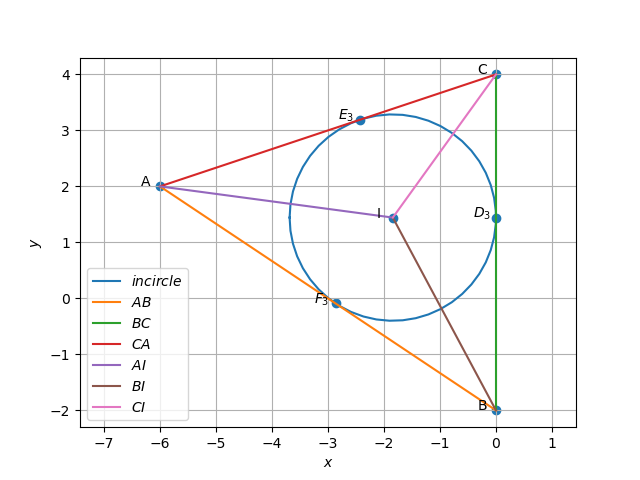 4
3
2
1
0
−1
−2
y
C
E₃
A
I
D₃
F₃
B
incircle
AB
BC
CA
AI
BI
CI
−7 −6 −5 −4 −3 −2 −1 0 1
x